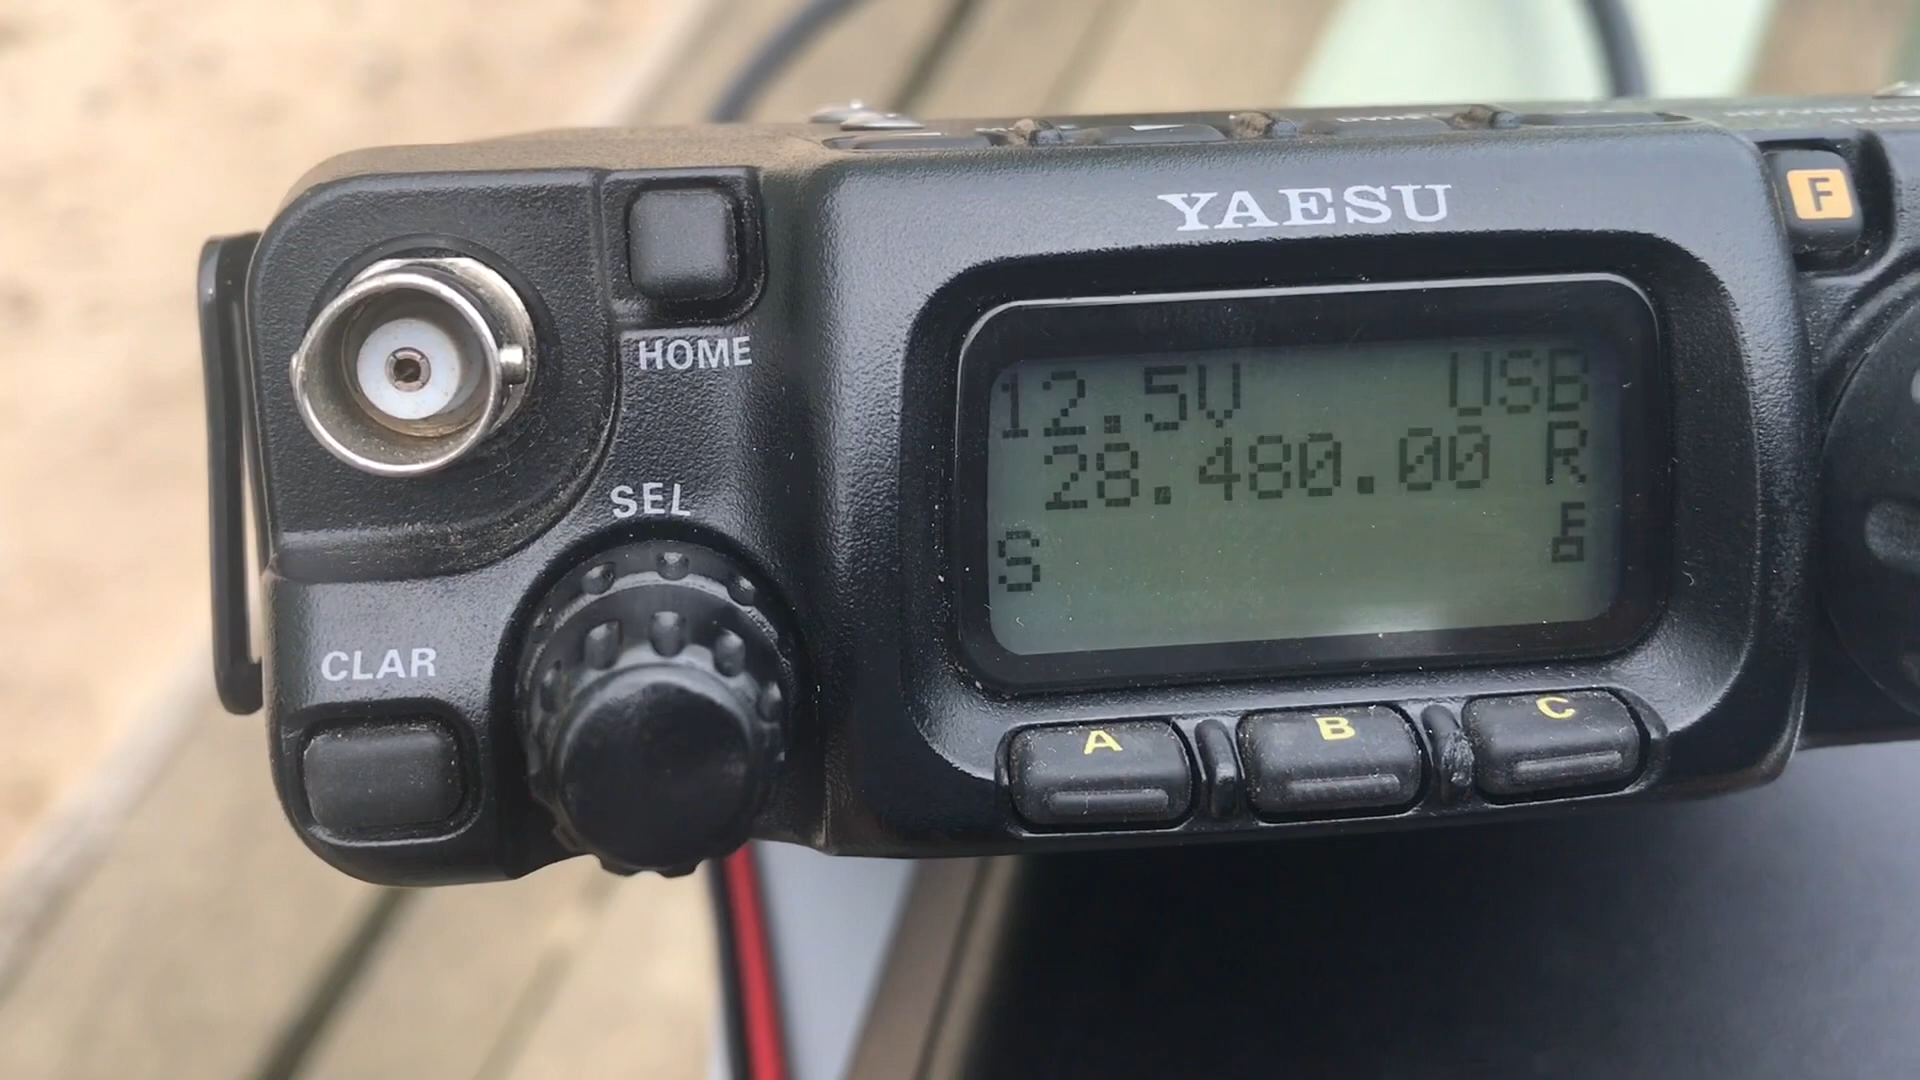 YAESU
F
HOME
12.5V USB
28.480.00 R
SEL
S
CLAR
A B C